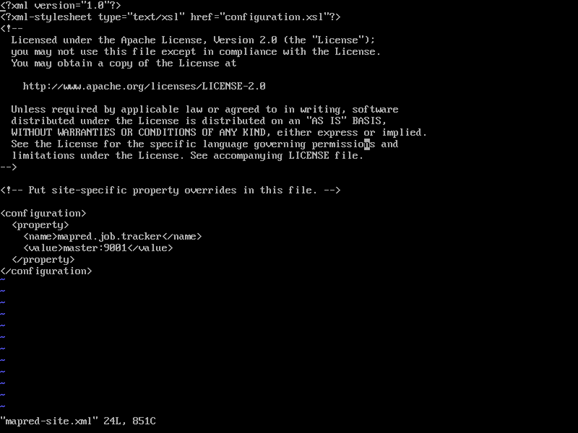 <?xml version="1.0"?>
<?xml-stylesheet type="text/xsl" href="configuration.xsl"?>
<!--
  Licensed under the Apache License, Version 2.0 (the "License");
  you may not use this file except in compliance with the License.
  You may obtain a copy of the License at

    http://www.apache.org/licenses/LICENSE-2.0

  Unless required by applicable law or agreed to in writing, software
  distributed under the License is distributed on an "AS IS" BASIS,
  WITHOUT WARRANTIES OR CONDITIONS OF ANY KIND, either express or implied.
  See the License for the specific language governing permissions and
  limitations under the License. See accompanying LICENSE file.
-->

<!-- Put site-specific property overrides in this file. -->

<configuration>
  <property>
    <name>mapred.job.tracker</name>
    <value>master:9001</value>
  </property>
</configuration>
~
~
~
~
~
~
~
~
~
~
~
~
"mapred-site.xml" 24L, 851C